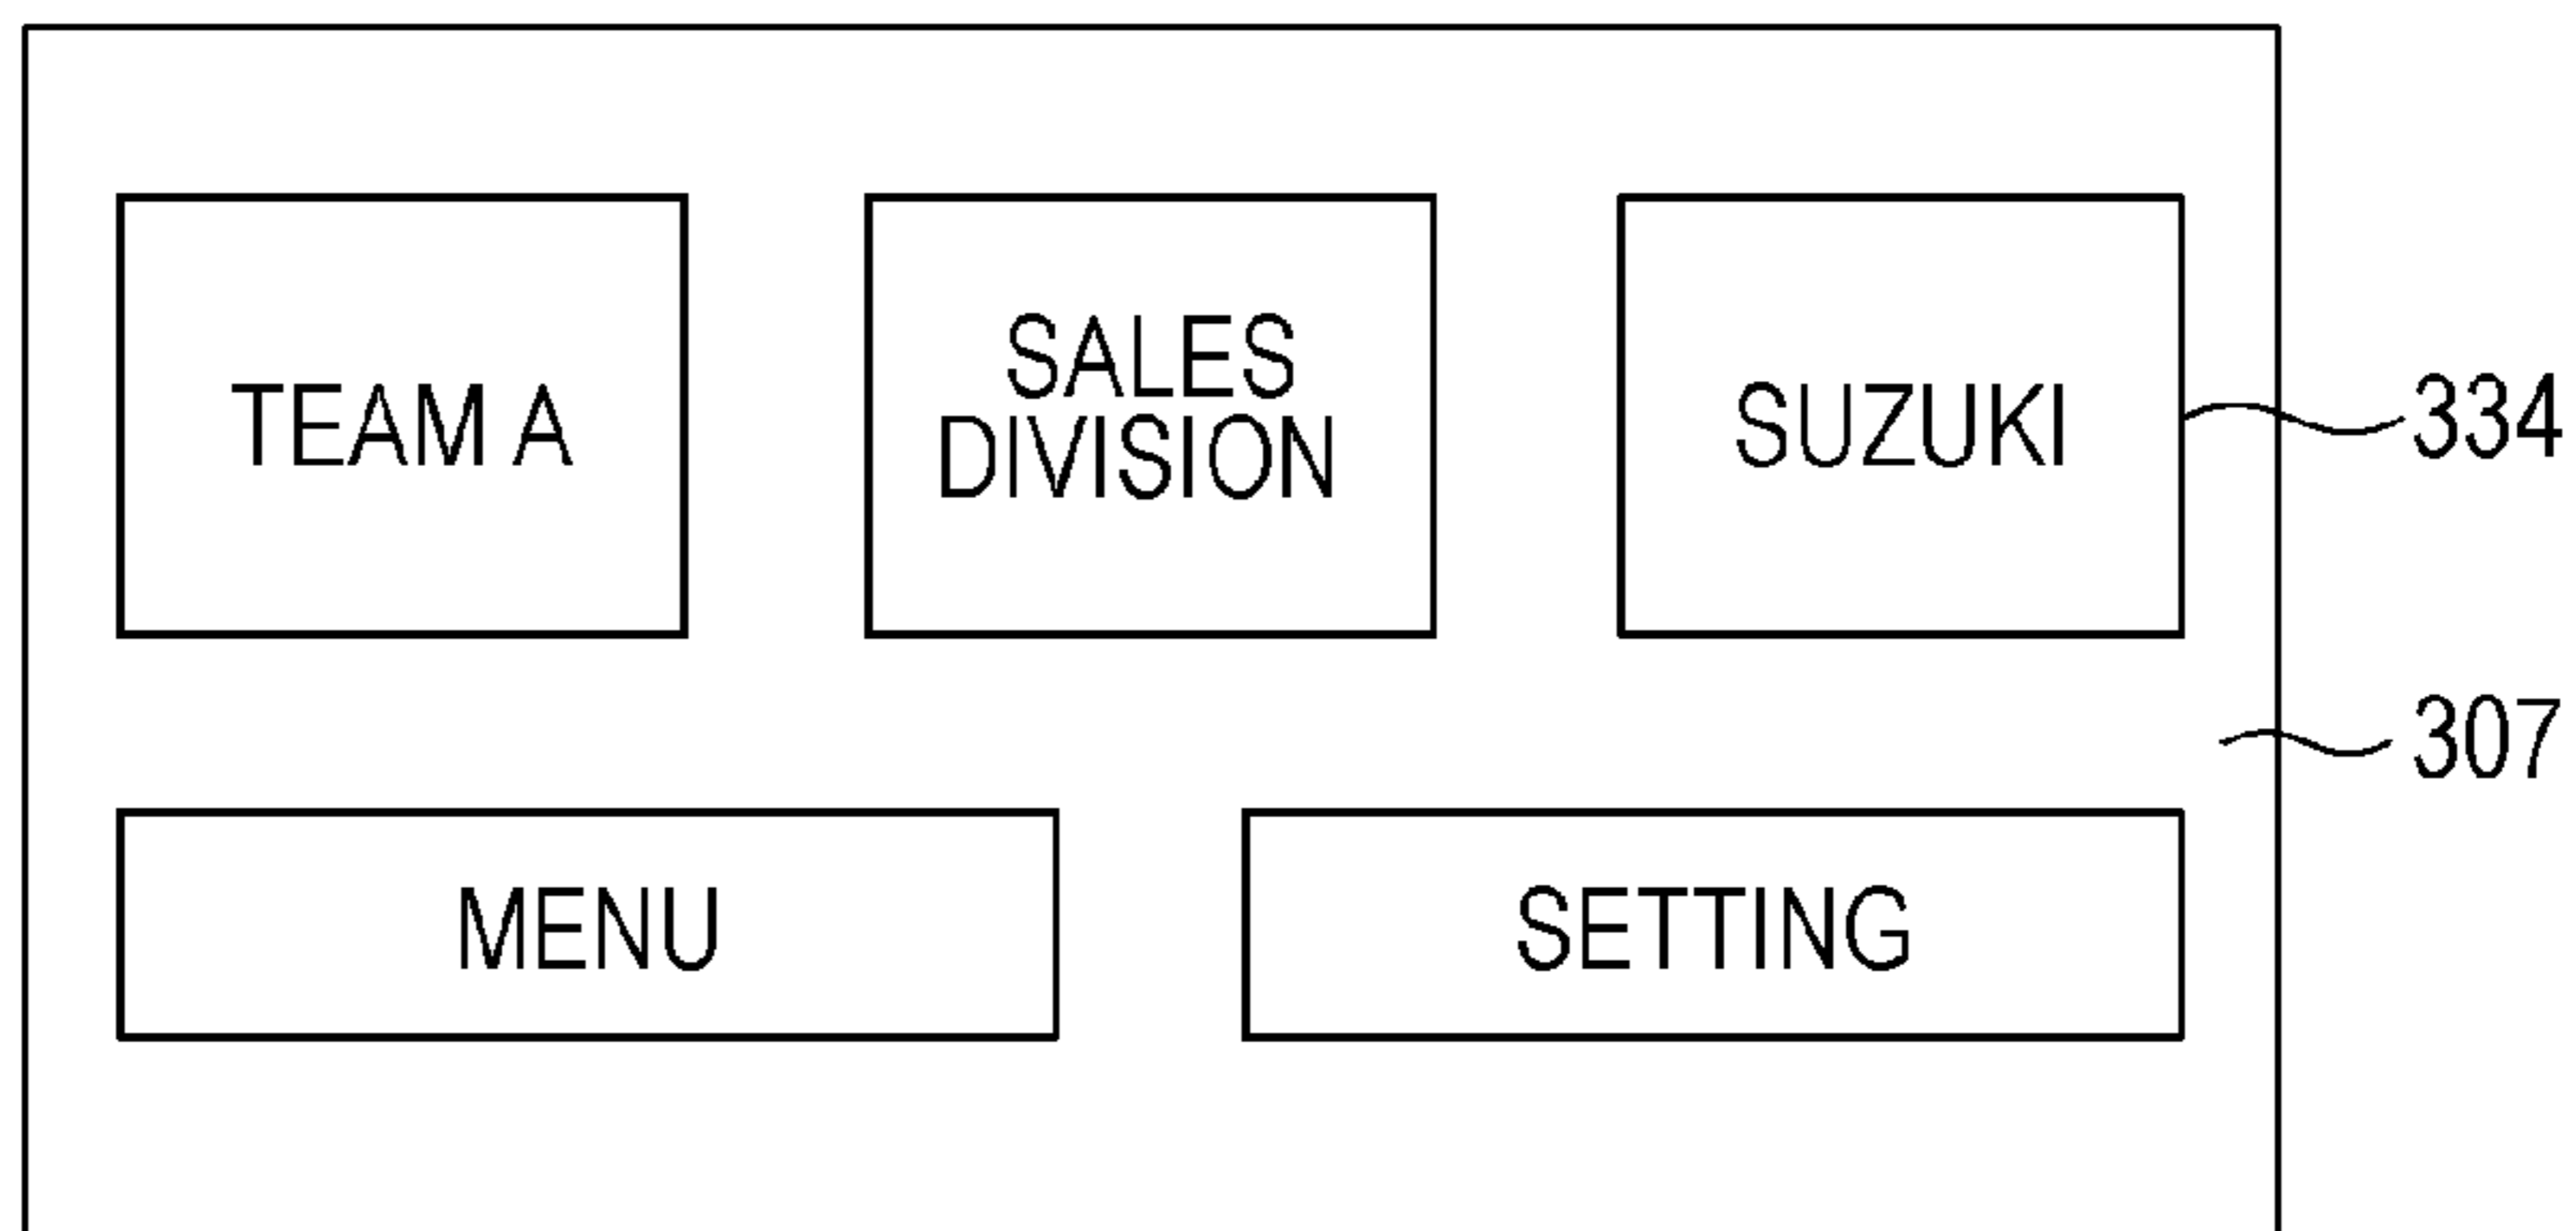 TEAM A
SALES
DIVISION
SUZUKI
334
307
MENU
SETTING